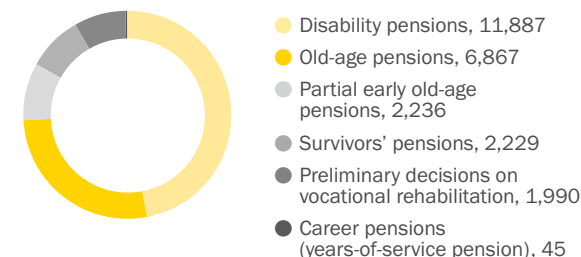 Disability pensions, 11,887
Old-age pensions, 6,867
Partial early old-age
pensions, 2,236
Survivors’ pensions, 2,229
Preliminary decisions on
vocational rehabilitation, 1,990
Career pensions
(years-of-service pension), 45